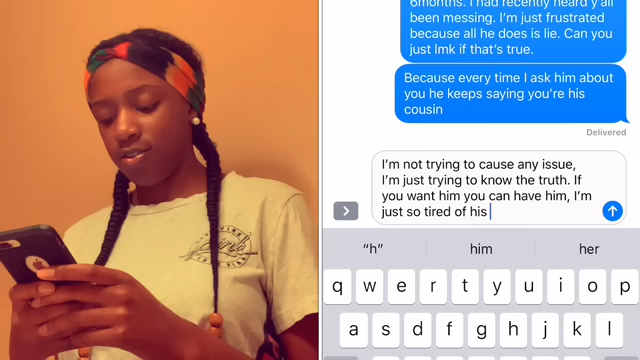 6months. I had recently heard y'all
been messing. I'm just frustrated
because all he does is lie. Can you
just lmk if that's true.
Because every time I ask him about
you he keeps saying you're his
cousin
Delivered
I'm not trying to cause any issue,
I'm just trying to know the truth. If
you want him you can have him, I'm
just so tired of his
“h” him her
q w e r t y u i o p
a s d f g h j k l